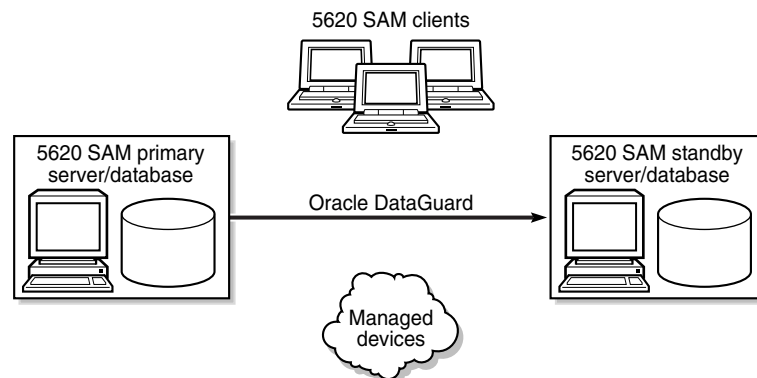 5620 SAM clients
5620 SAM primary
server/database
5620 SAM standby
server/database
Oracle DataGuard
Managed
devices